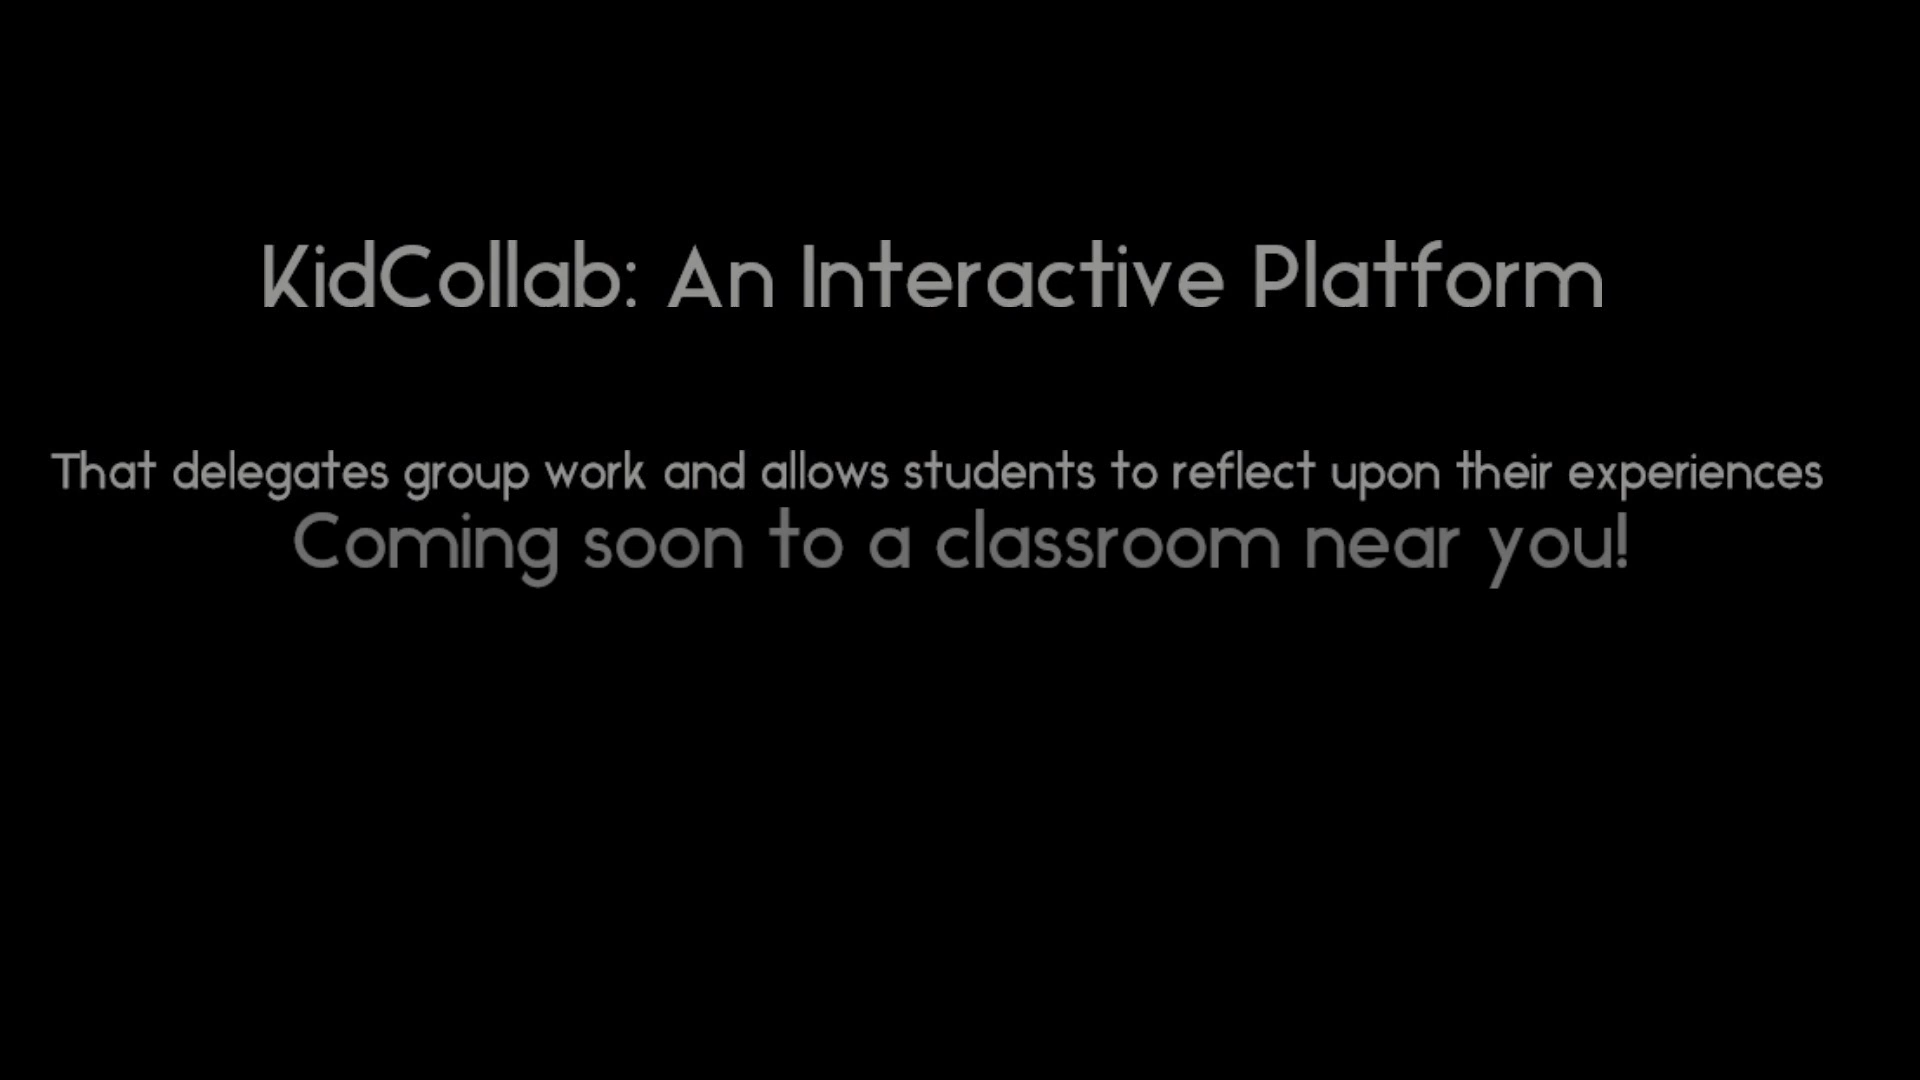 KidCollab: An Interactive Platform
That delegates group work and allows students to reflect upon their experiences
Coming soon to a classroom near you!